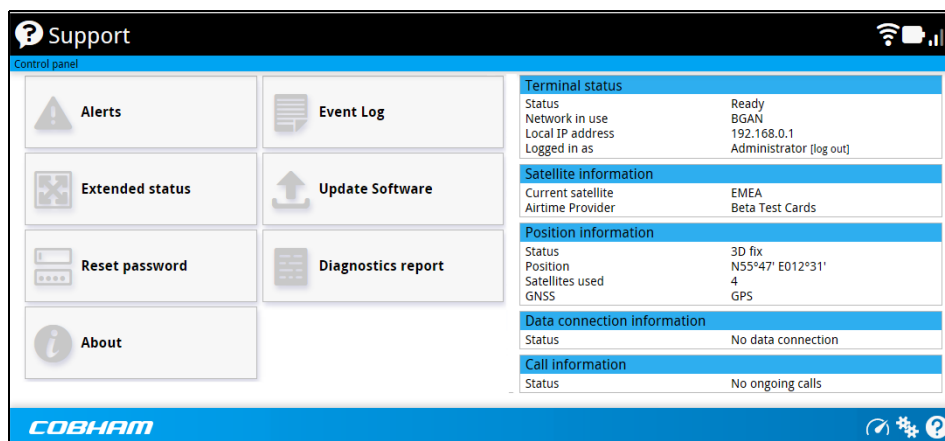 Support
Control panel
Alerts
Event Log
Extended status
Update Software
Reset password
Diagnostics report
About
Terminal status
Status Ready
Network in use BGAN
Local IP address 192.168.0.1
Logged in as Administrator [log out]
Satellite information
Current satellite EMEA
Airtime Provider Beta Test Cards
Position information
Status 3D fix
Position N55°47' E012°31'
Satellites used 4
GNSS GPS
Data connection information
Status No data connection
Call information
Status No ongoing calls
COBHAM